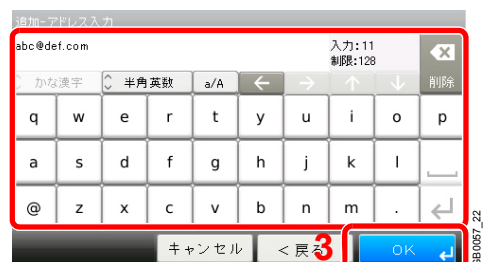 追加-アドレス入力
abc@def.com
入力:11
制限:128
かな漢字 半角英数 a/A ← → ↑ ↓ 削除
q w e r t y u i o p
a s d f g h j k l
@ z x c v b n m .
キャンセル < 戻る 3 OK